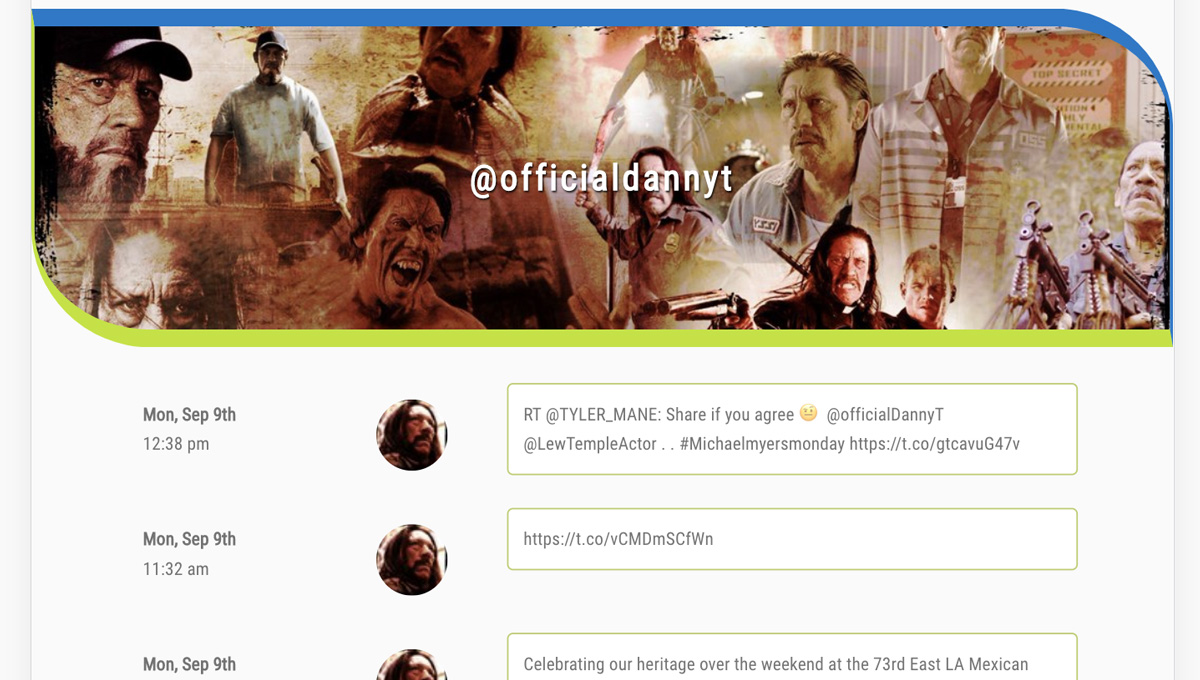 TOP SECRET
@officialdannyt
Mon, Sep 9th
12:38 pm
RT @TYLER_MANE: Share if you agree 🤨 @officialDannyT
@LewTempleActor . . #Michaelmyersmonday https://t.co/gtcavuG47v
Mon, Sep 9th
11:32 am
https://t.co/vCMDmSCfWn
Mon, Sep 9th
Celebrating our heritage over the weekend at the 73rd East LA Mexican